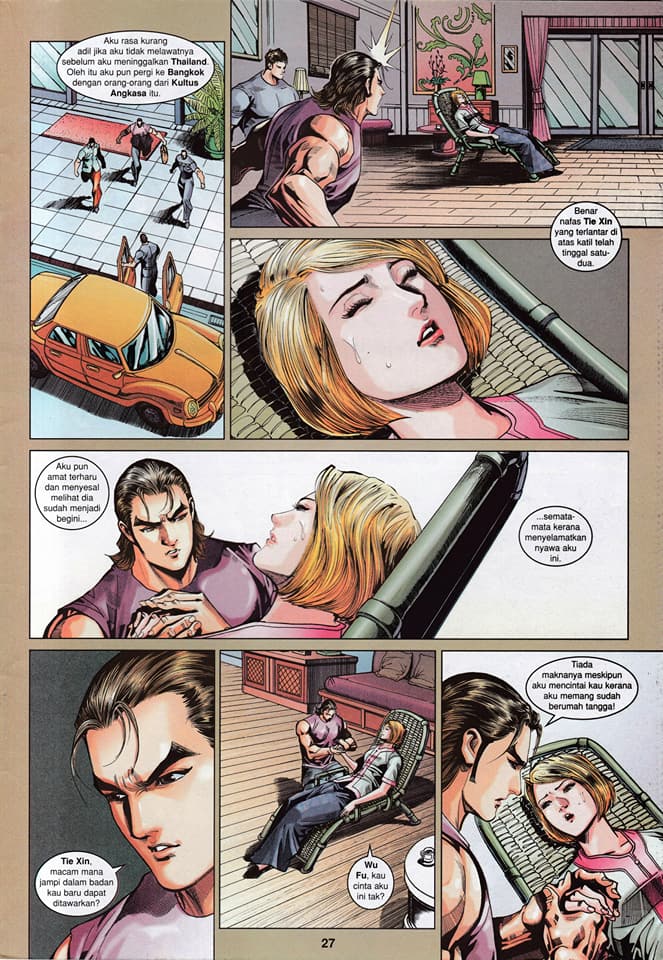 Aku rasa kurang
adil jika aku tidak melawatnya
sebelum aku meninggalkan Thailand.
Oleh itu aku pun pergi ke Bangkok
dengan orang-orang dari Kultus
Angkasa itu.
Benar
nafas Tie Xin
yang terlantar di
atas katil telah
tinggal satu-
dua.
Aku pun
amat terharu
dan menyesal
melihat dia
sudah menjadi
begini...
...semata-
mata kerana
menyelamatkan
nyawa aku
ini.
Tie Xin,
macam mana
jampi dalam badan
kau baru dapat
ditawarkan?
Wu
Fu, kau
cinta aku
ini tak?
Tiada
maknanya meskipun
aku mencintai kau kerana
aku memang sudah
berumah tangga!
27